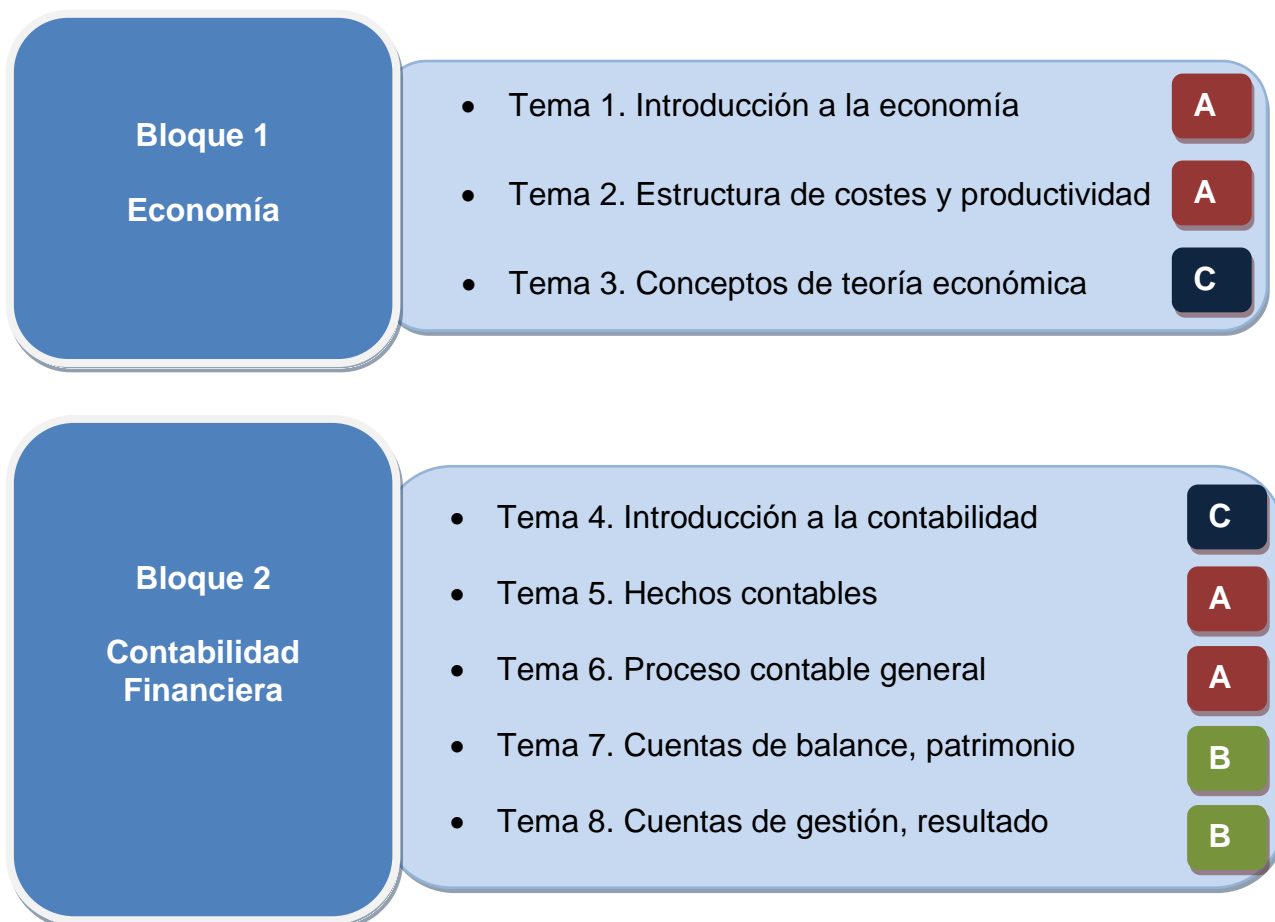 Bloque 1
Economía
• Tema 1. Introducción a la economía
A
• Tema 2. Estructura de costes y productividad
A
• Tema 3. Conceptos de teoría económica
C
Bloque 2
Contabilidad
Financiera
• Tema 4. Introducción a la contabilidad
C
• Tema 5. Hechos contables
A
• Tema 6. Proceso contable general
A
• Tema 7. Cuentas de balance, patrimonio
B
• Tema 8. Cuentas de gestión, resultado
B